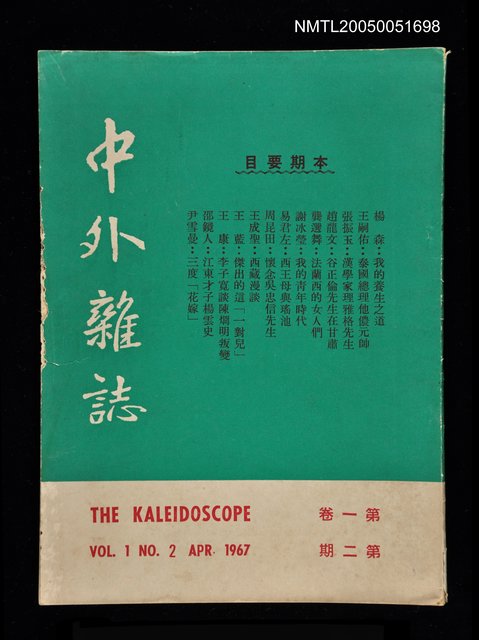 NMTL20050051698
中外雜誌
本期要目
楊森：我的養生之道
王嗣佑：泰國總理他儂元帥
張振玉：漢學家理雅格先生
趙龍文：谷正倫先生在甘肅
龔選舞：法蘭西的女人們
謝冰瑩：我的青年時代
易君左：西王母與瑤池
周昆田：懷念吳忠信先生
王成聖：西藏漫談
王藍：傑出的這「一對兒」
王康：李子寬談陳烱明叛變
邵鏡人：江東才子楊雲史
尹雪曼：三度「花嫁」
THE KALEIDOSCOPE
VOL. 1 NO. 2 APR. 1967
第一卷
第二期